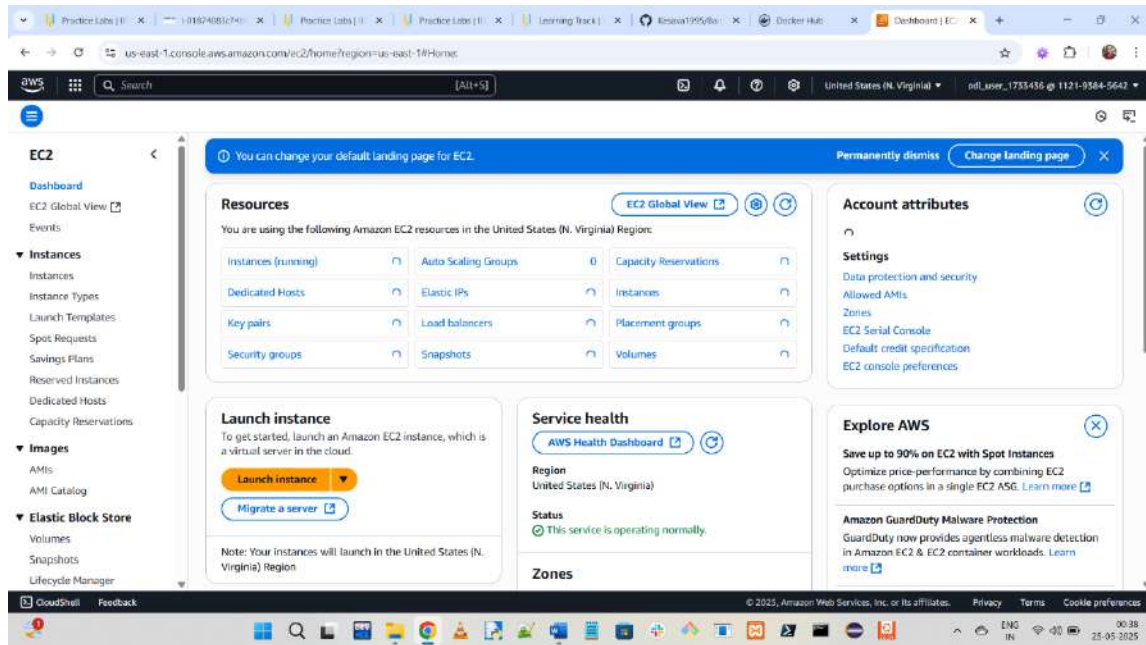 Practice Labs | I
Practice Labs | I
Practice Labs | I
Learning Track |
Docker Hub
Dashboard | EC
us-east-1.console.aws.amazon.com/ec2/home?region=us-east-1#Home:
aws
Search
[Alt+S]
United States (N. Virginia)
odl_user_1733436 @ 1121-9384-5642
EC2
Dashboard
EC2 Global View
Events
Instances
Instances
Instance Types
Launch Templates
Spot Requests
Savings Plans
Reserved Instances
Dedicated Hosts
Capacity Reservations
Images
AMIs
AMI Catalog
Elastic Block Store
Volumes
Snapshots
Lifecycle Manager
You can change your default landing page for EC2.
Permanently dismiss
Change landing page
Resources
EC2 Global View
You are using the following Amazon EC2 resources in the United States (N. Virginia) Region:
Instances (running)
Auto Scaling Groups 0
Capacity Reservations
Dedicated Hosts
Elastic IPs
Instances
Key pairs
Load balancers
Placement groups
Security groups
Snapshots
Volumes
Launch instance
To get started, launch an Amazon EC2 instance, which is
a virtual server in the cloud.
Launch instance
Migrate a server
Note: Your instances will launch in the United States (N.
Virginia) Region
Service health
AWS Health Dashboard
Region
United States (N. Virginia)
Status
This service is operating normally.
Zones
Account attributes
Settings
Data protection and security
Allowed AMIs
Zones
EC2 Serial Console
Default credit specification
EC2 console preferences
Explore AWS
Save up to 90% on EC2 with Spot Instances
Optimize price-performance by combining EC2
purchase options in a single EC2 ASG. Learn more
Amazon GuardDuty Malware Protection
GuardDuty now provides agentless malware detection
in Amazon EC2 & EC2 container workloads. Learn
more
CloudShell
Feedback
© 2025, Amazon Web Services, Inc. or its affiliates.
Privacy
Terms
Cookie preferences
ENG
IN
00:38
25-05-2025